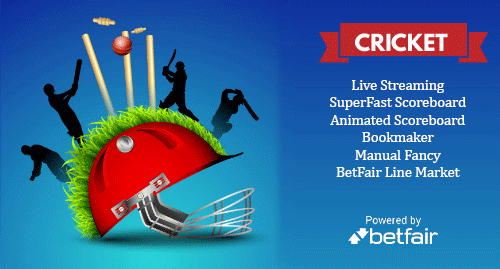 CRICKET
Live Streaming
SuperFast Scoreboard
Animated Scoreboard
Bookmaker
Manual Fancy
BetFair Line Market
Powered by
betfair